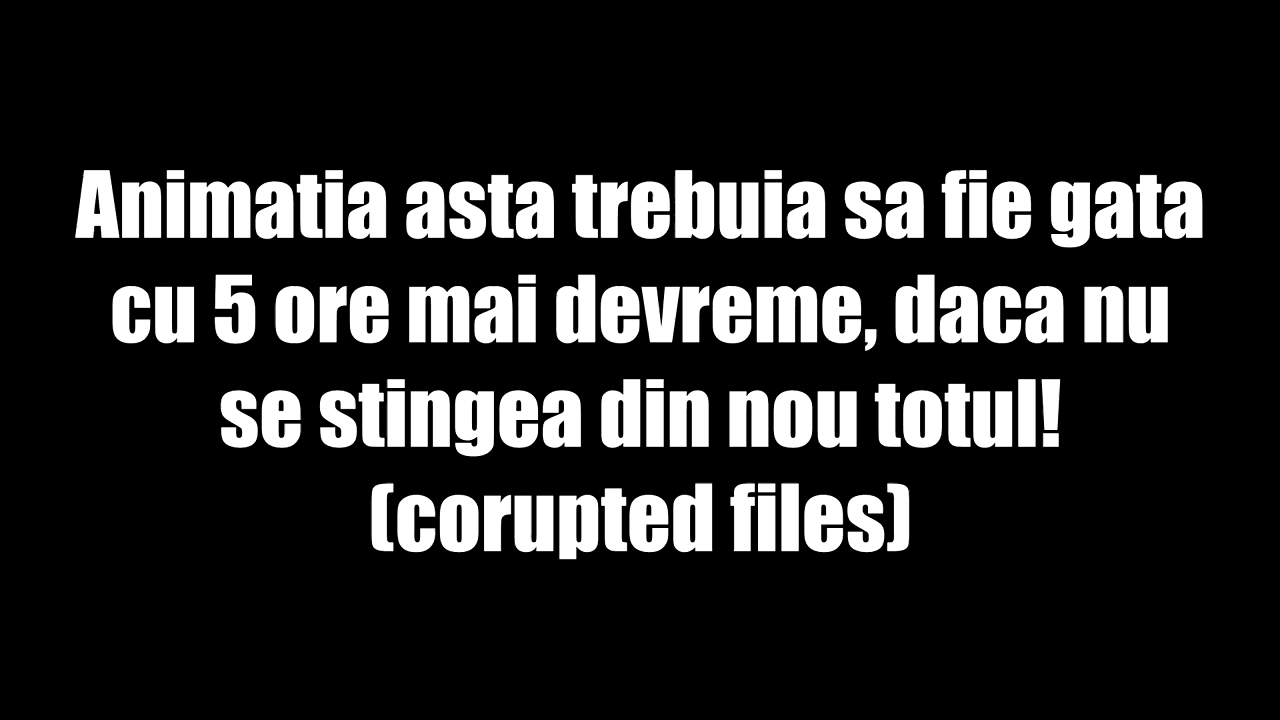 Animatia asta trebuia sa fie gata
cu 5 ore mai devreme, daca nu
se stingea din nou totul!
(corupted files)